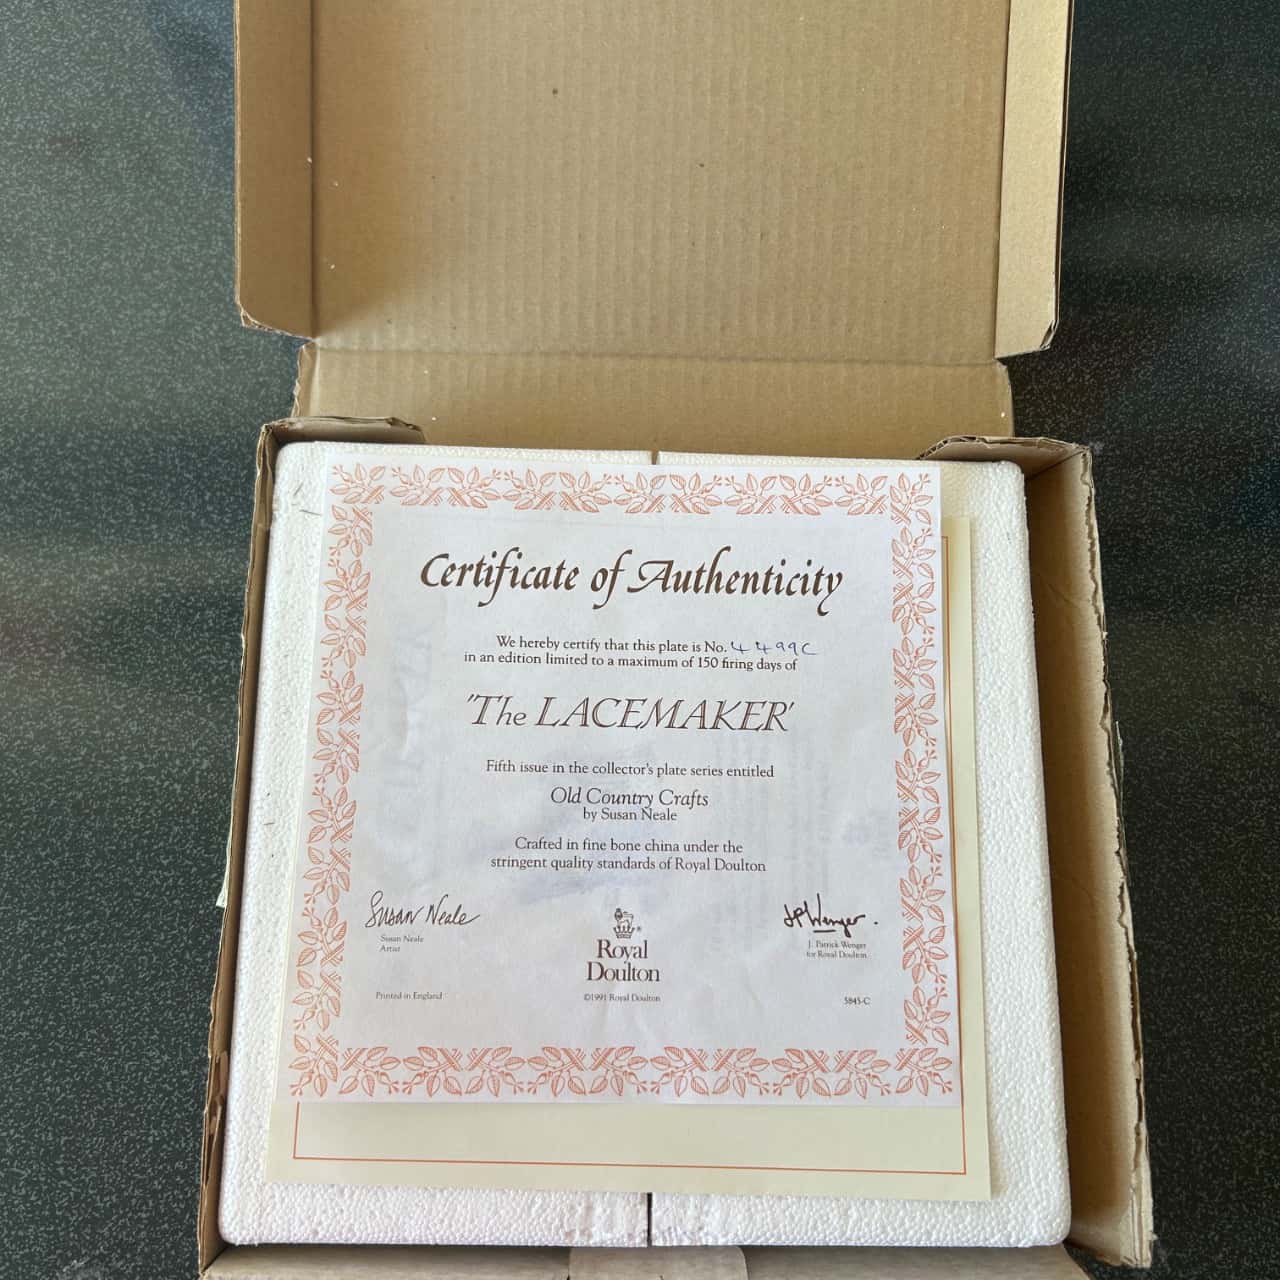 Certificate of Authenticity
We hereby certify that this plate is No. 4499C
in an edition limited to a maximum of 150 firing days of
'The LACEMAKER'
Fifth issue in the collector's plate series entitled
Old Country Crafts
by Susan Neale
Crafted in fine bone china under the
stringent quality standards of Royal Doulton
Susan Neale
Susan Neale
Artist
Royal
Doulton
JPWenger.
J. Patrick Wenger
for Royal Doulton
Printed in England
©1991 Royal Doulton
5845-C